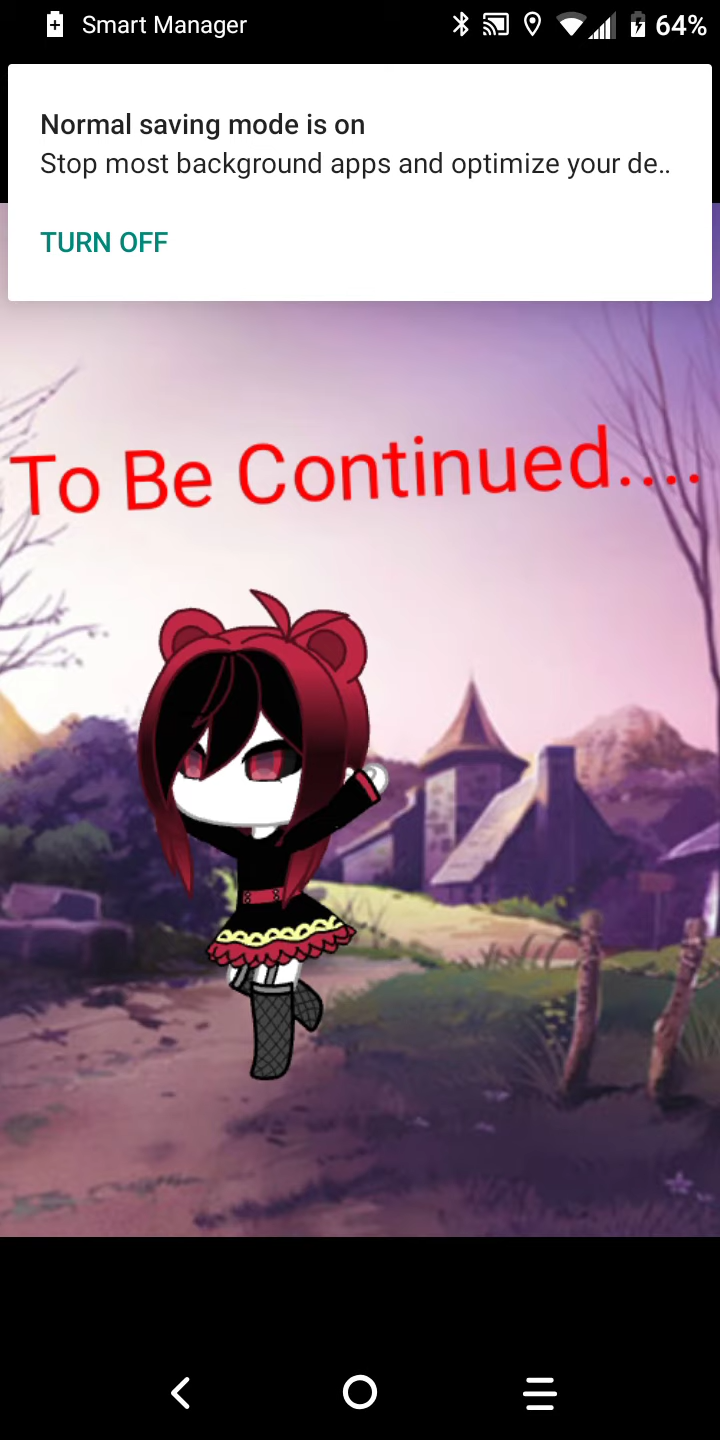 Smart Manager
64%
Normal saving mode is on
Stop most background apps and optimize your de..
TURN OFF
To Be Continued....